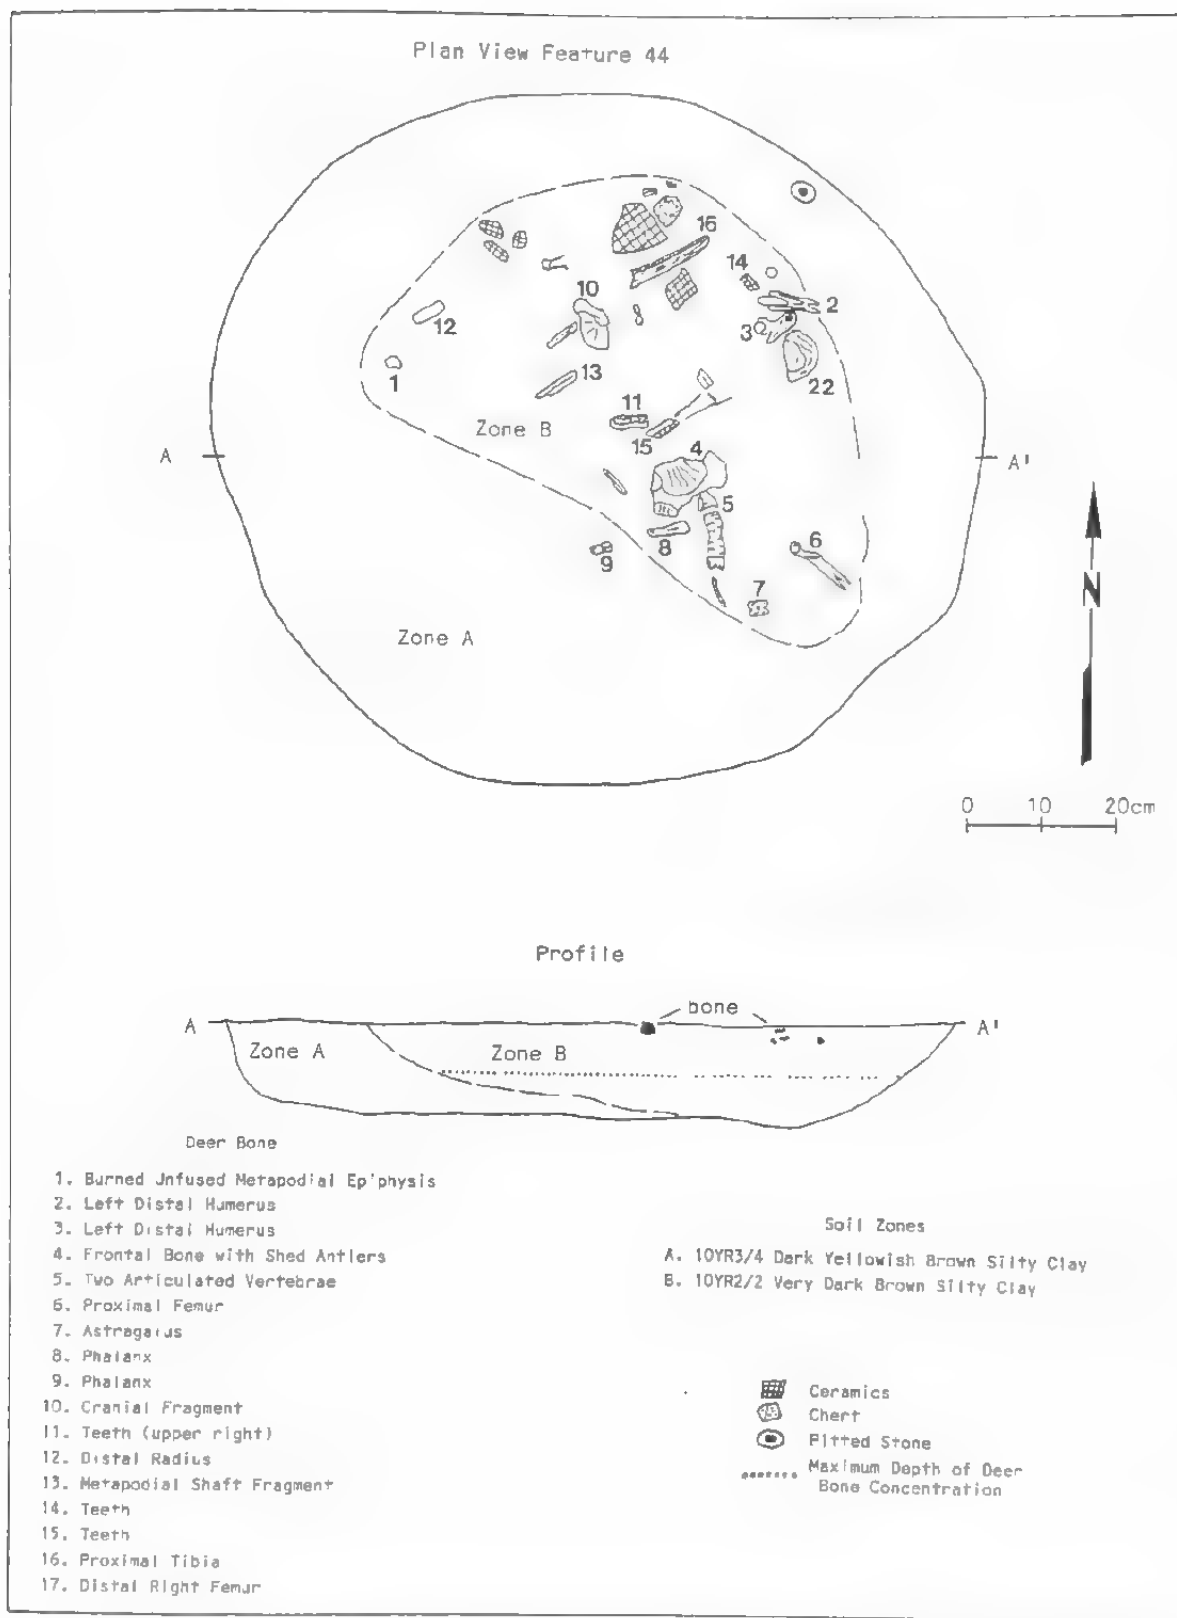 Plan View Feature 44
16
14
10
2
12
3
1
13
22
11
Zone B
15
4
A
A'
5
8
6
9
7
N
Zone A
0 10 20cm
Profile
bone
A
A'
Zone A
Zone B
Deer Bone
1. Burned Unfused Metapodial Epiphysis
2. Left Distal Humerus
3. Left Distal Humerus
4. Frontal Bone with Shed Antlers
5. Two Articulated Vertebrae
6. Proximal Femur
7. Astragalus
8. Phalanx
9. Phalanx
10. Cranial Fragment
11. Teeth (upper right)
12. Distal Radius
13. Metapodial Shaft Fragment
14. Teeth
15. Teeth
16. Proximal Tibia
17. Distal Right Femur
Soil Zones
A. 10YR3/4 Dark Yellowish Brown Silty Clay
B. 10YR2/2 Very Dark Brown Silty Clay
Ceramics
Chert
Pitted Stone
Maximum Depth of Deer
Bone Concentration